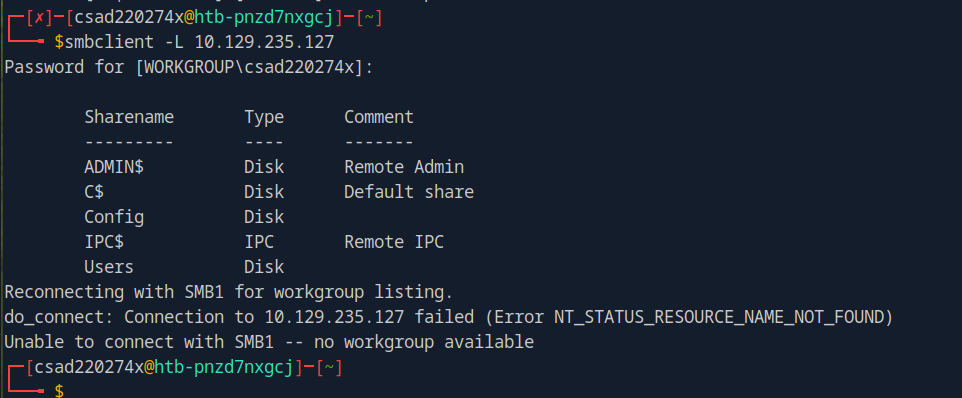 ┌─[✗]─[csad220274x@htb-pnzd7nxgcj]─[~]
└──╼ $smbclient -L 10.129.235.127
Password for [WORKGROUP\csad220274x]:
Sharename       Type      Comment
---------       ----      -------
ADMIN$          Disk      Remote Admin
C$              Disk      Default share
Config          Disk
IPC$            IPC       Remote IPC
Users           Disk
Reconnecting with SMB1 for workgroup listing.
do_connect: Connection to 10.129.235.127 failed (Error NT_STATUS_RESOURCE_NAME_NOT_FOUND)
Unable to connect with SMB1 -- no workgroup available
┌─[csad220274x@htb-pnzd7nxgcj]─[~]
└──╼ $